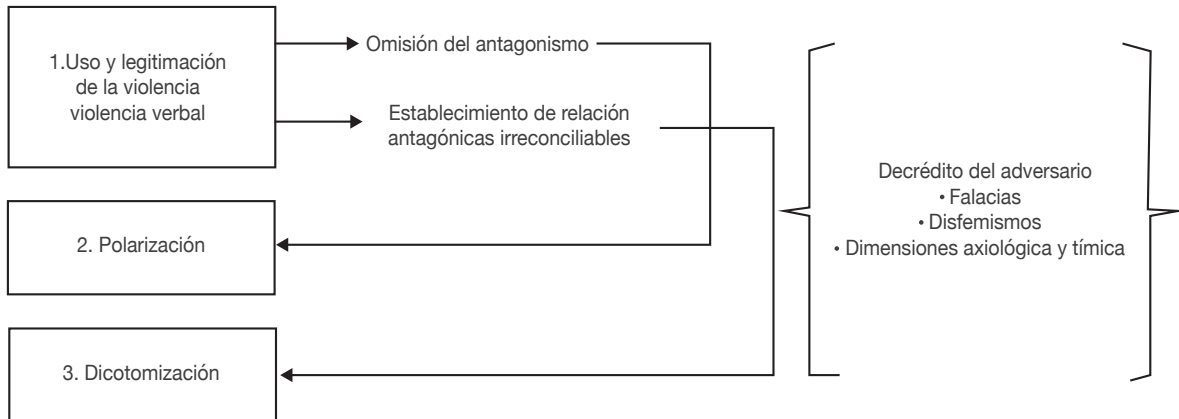 1.Uso y legitimación
de la violencia
violencia verbal
Omisión del antagonismo
Establecimiento de relación
antagónicas irreconciliables
2. Polarización
3. Dicotomización
Decrédito del adversario
• Falacias
• Disfemismos
• Dimensiones axiológica y tímica